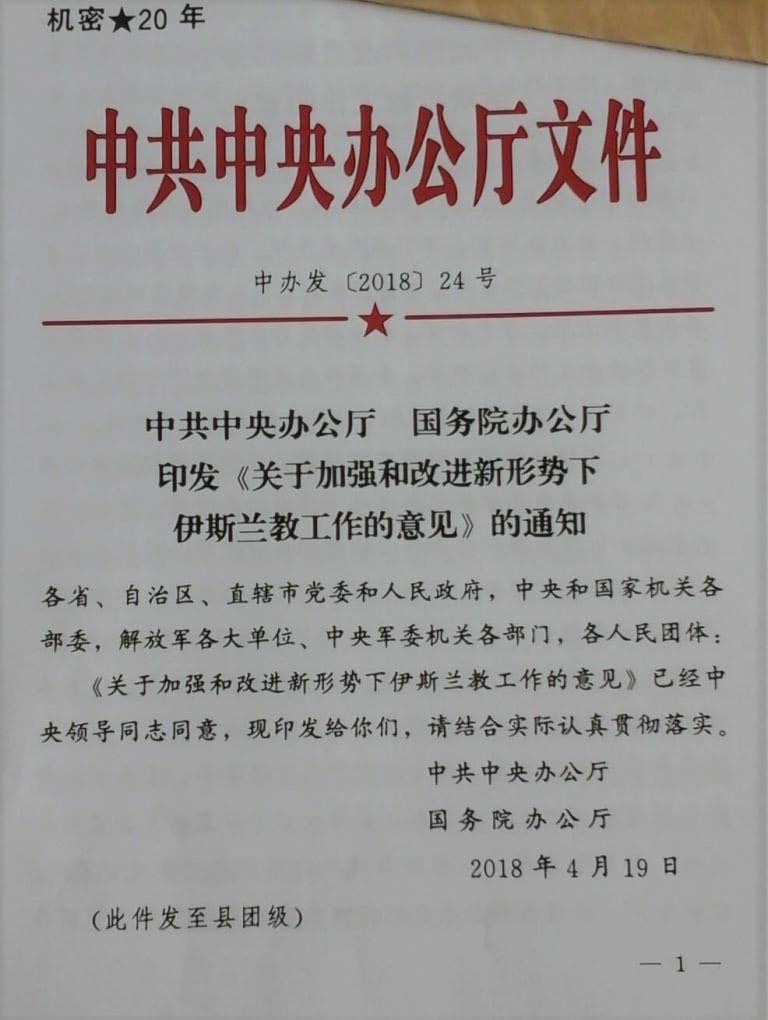 机密★20 年
中共中央办公厅文件
中办发〔2018〕24 号
中共中央办公厅　国务院办公厅
印发《关于加强和改进新形势下
伊斯兰教工作的意见》的通知
各省、自治区、直辖市党委和人民政府，中央和国家机关各
部委，解放军各大单位、中央军委机关各部门，各人民团体：
《关于加强和改进新形势下伊斯兰教工作的意见》已经中
央领导同志同意，现印发给你们，请结合实际认真贯彻落实。
中共中央办公厅
国务院办公厅
2018 年 4 月 19 日
（此件发至县团级）
— 1 —